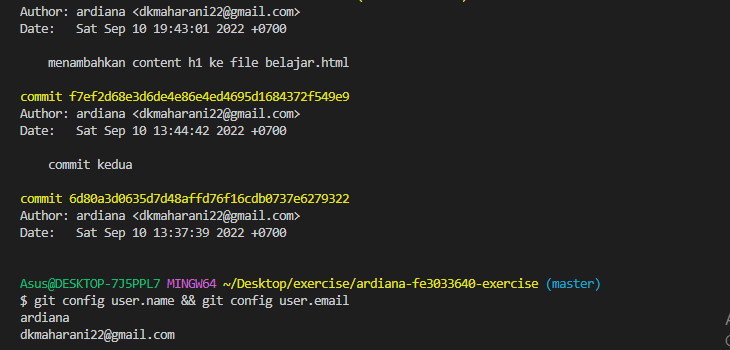 Author: ardiana <dkmaharani22@gmail.com>
Date:   Sat Sep 10 19:43:01 2022 +0700
menambahkan content h1 ke file belajar.html
commit f7ef2d68e3d6de4e86e4ed4695d1684372f549e9
Author: ardiana <dkmaharani22@gmail.com>
Date:   Sat Sep 10 13:44:42 2022 +0700
commit kedua
commit 6d80a3d0635d7d48affd76f16cdb0737e6279322
Author: ardiana <dkmaharani22@gmail.com>
Date:   Sat Sep 10 13:37:39 2022 +0700
Asus@DESKTOP-7J5PPL7 MINGW64 ~/Desktop/exercise/ardiana-fe3033640-exercise (master)
$ git config user.name && git config user.email
ardiana
dkmaharani22@gmail.com